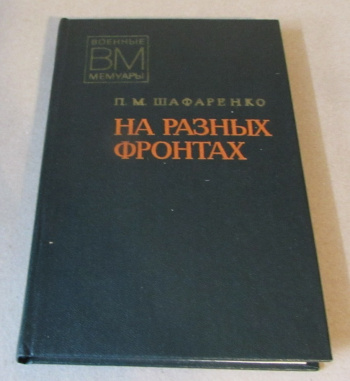 ВОЕННЫЕ
ВМ
МЕМУАРЫ
П. М. ШАФАРЕНКО
НА РАЗНЫХ
ФРОНТАХ